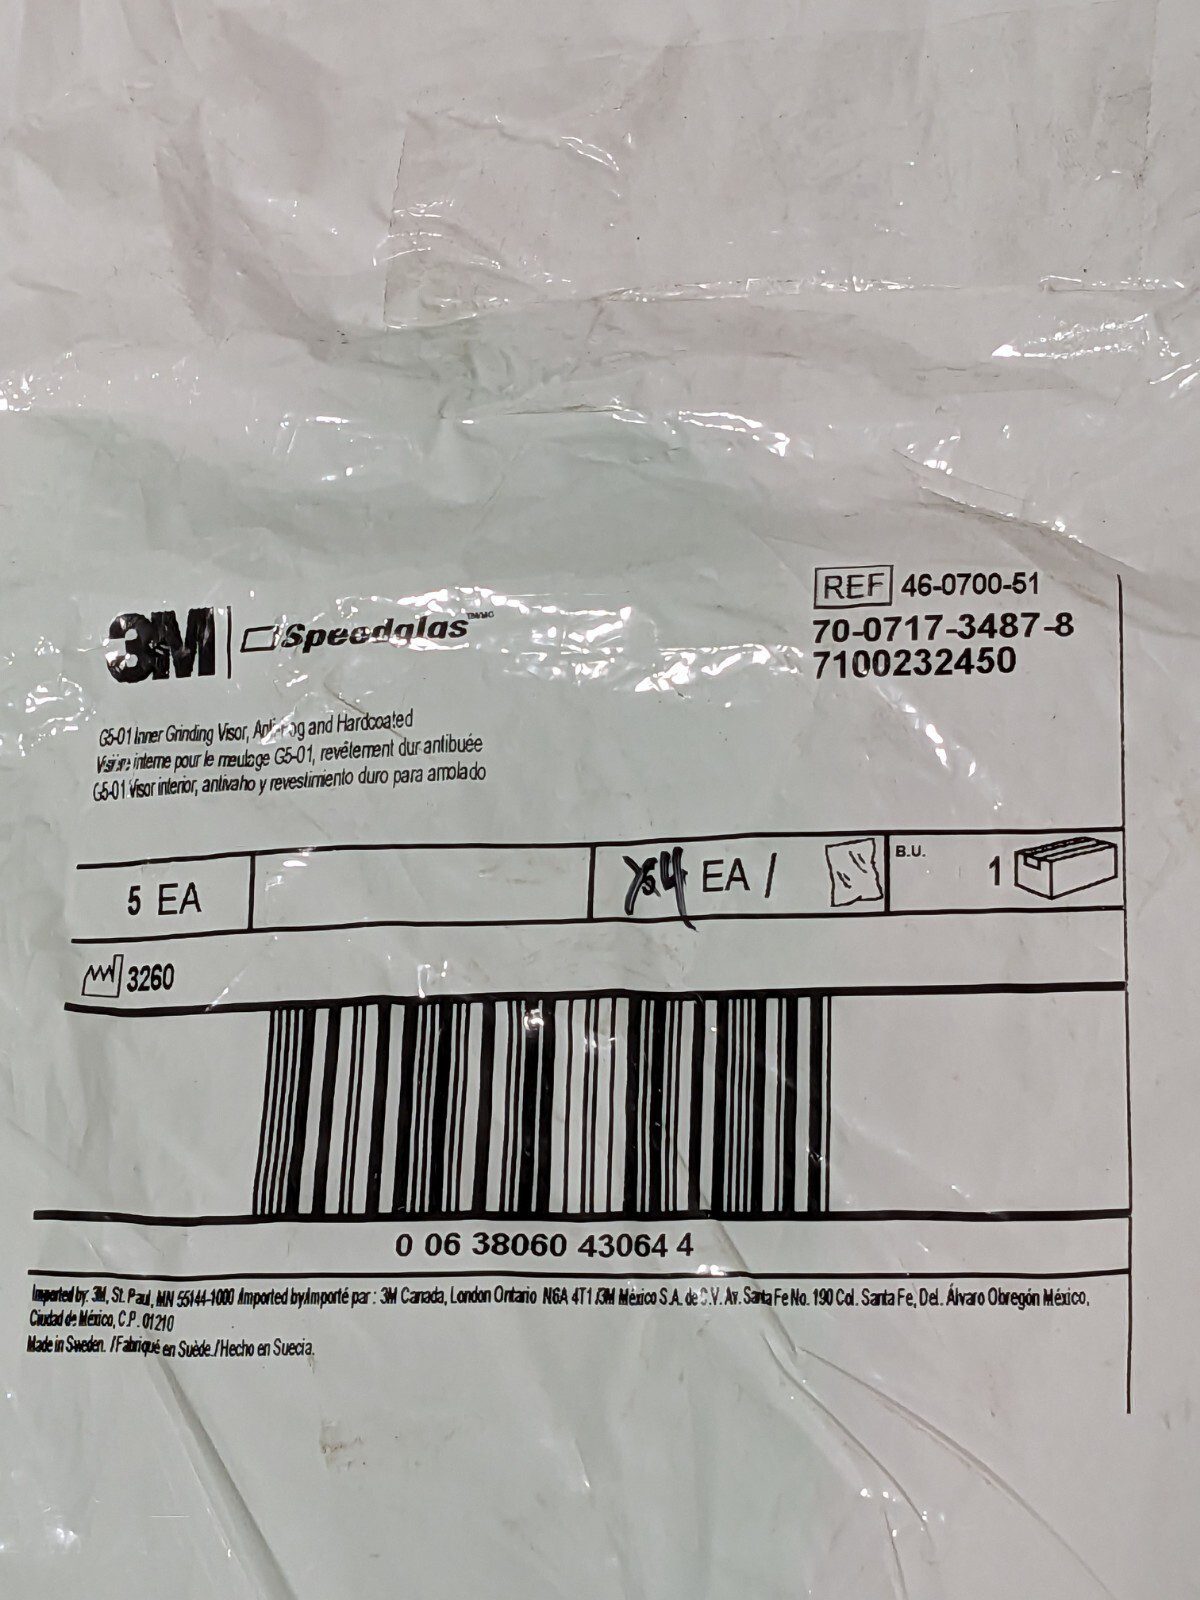 3M Speedglas TM/MC
REF 46-0700-51
70-0717-3487-8
7100232450
G5-01 Inner Grinding Visor, Anti-Fog and Hardcoated
Visière interne pour le meulage G5-01, revêtement dur antibuée
G5-01 Visor interior, antivaho y revestimiento duro para amolado
5 EA
4 EA /
B.U. 1
3260
0 06 38060 43064 4
Imported by: 3M, St. Paul, MN 55144-1000 Imported by/Importé par : 3M Canada, London Ontario N6A 4T1 /3M México S.A. de C.V. Av. Santa Fe No. 190 Col. Santa Fe, Del. Álvaro Obregón México,
Ciudad de México, C.P. 01210
Made in Sweden. /Fabriqué en Suède./Hecho en Suecia.